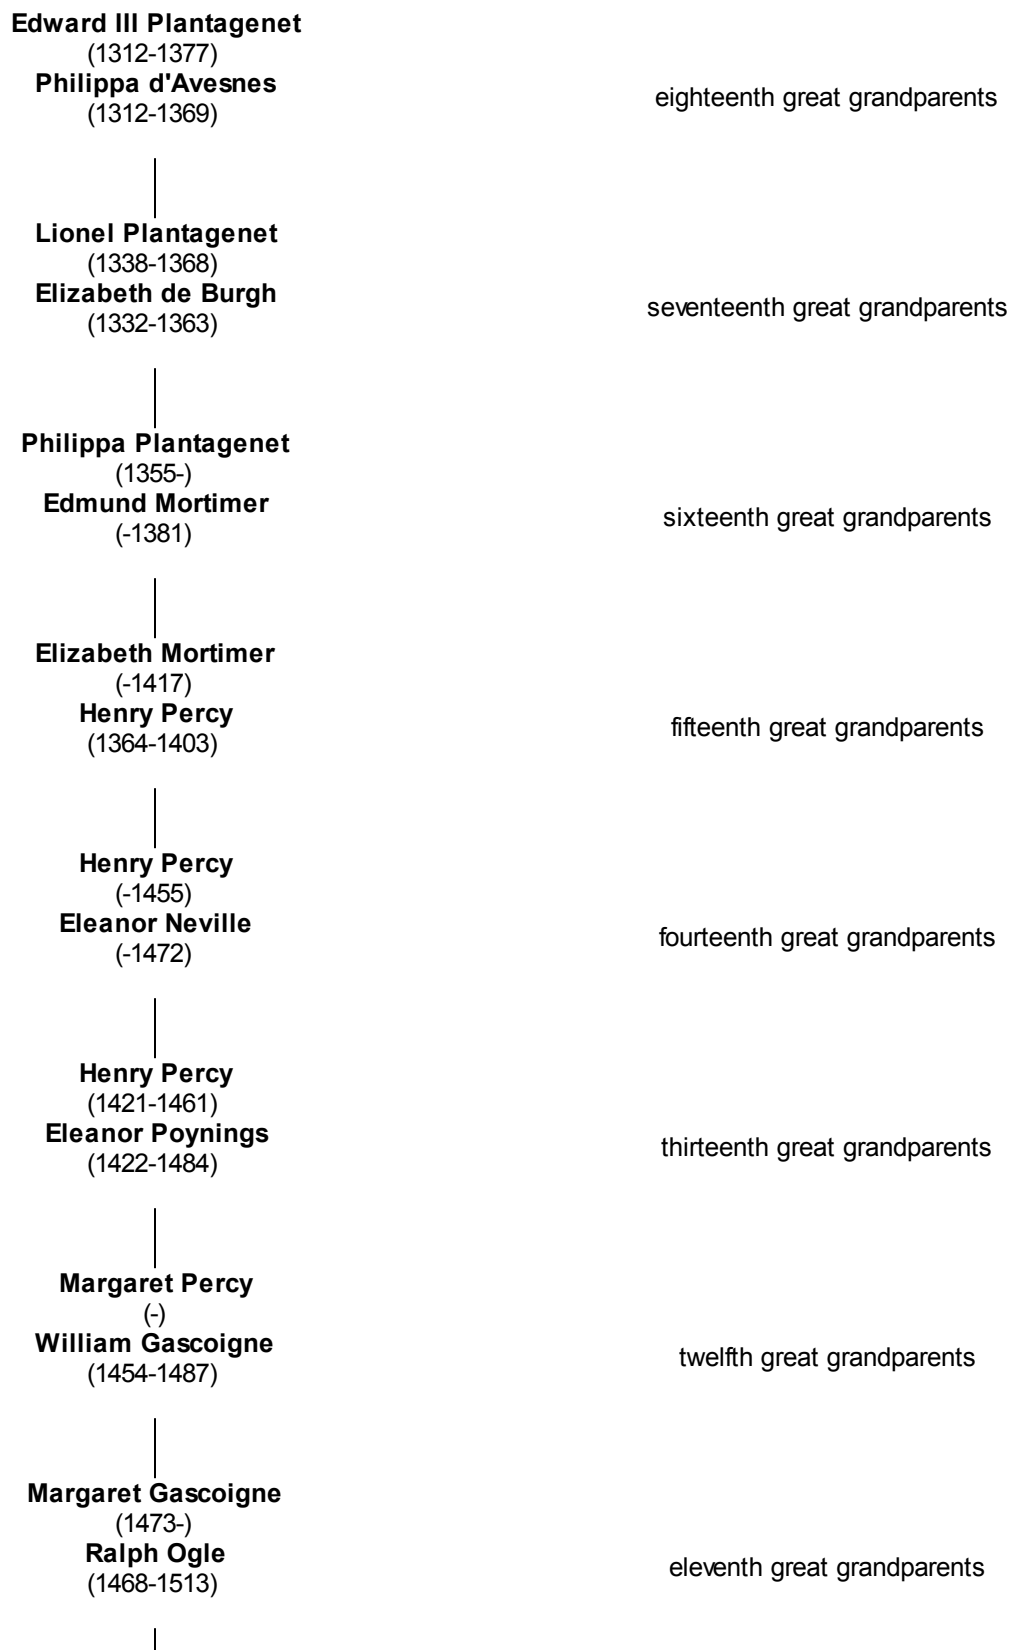 Edward III Plantagenet
(1312-1377)
Philippa d'Avesnes
(1312-1369)
eighteenth great grandparents
Lionel Plantagenet
(1338-1368)
Elizabeth de Burgh
(1332-1363)
seventeenth great grandparents
Philippa Plantagenet
(1355-)
Edmund Mortimer
(-1381)
sixteenth great grandparents
Elizabeth Mortimer
(-1417)
Henry Percy
(1364-1403)
fifteenth great grandparents
Henry Percy
(-1455)
Eleanor Neville
(-1472)
fourteenth great grandparents
Henry Percy
(1421-1461)
Eleanor Poynings
(1422-1484)
thirteenth great grandparents
Margaret Percy
(-)
William Gascoigne
(1454-1487)
twelfth great grandparents
Margaret Gascoigne
(1473-)
Ralph Ogle
(1468-1513)
eleventh great grandparents